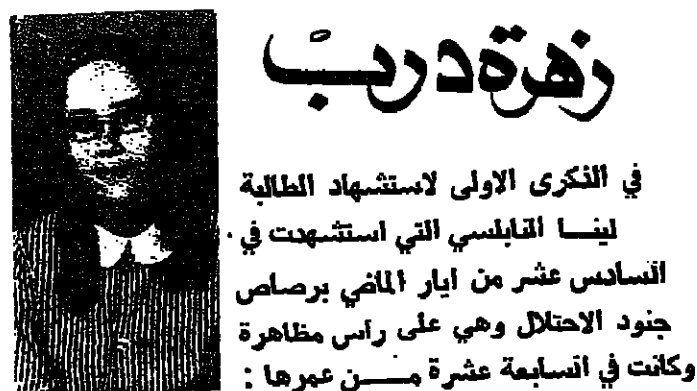 زهرة درب
في الذكرى الاولى لاستشهاد الطالبة
لينا النابلسي التي استشهدت في
السادس عشر من ايار الماضي برصاص
جنود الاحتلال وهي على راس مظاهرة
وكانت في السابعة عشرة من عمرها :